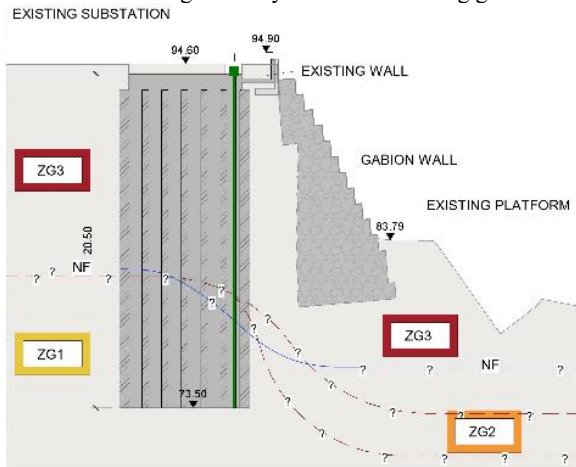 EXISTING SUBSTATION
94.60
94.90
EXISTING WALL
ZG3
GABION WALL
EXISTING PLATFORM
83.79
20.50
? ? NF ? ? ?
?
?
?
ZG3
ZG1
?
?
?
? ? NF ?
73.50
?
?
?
? ? ?
ZG2
?
? ? ?